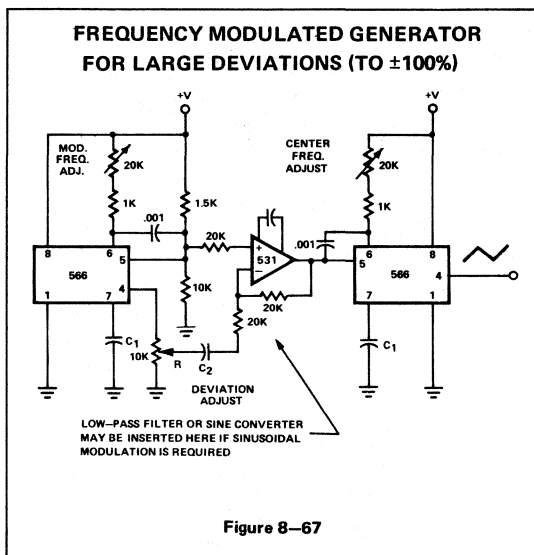 FREQUENCY MODULATED GENERATOR
FOR LARGE DEVIATIONS (TO ±100%)
+V
+V
MOD.
FREQ.
ADJ.
20K
CENTER
FREQ.
ADJUST
20K
1K
1.5K
1K
.001
20K
.001
8
6
5
+
531
−
5
6
8
566
10K
566
4
1
7
4
20K
7
1
20K
C1
10K
R
C2
C1
DEVIATION
ADJUST
LOW–PASS FILTER OR SINE CONVERTER
MAY BE INSERTED HERE IF SINUSOIDAL
MODULATION IS REQUIRED
Figure 8–67